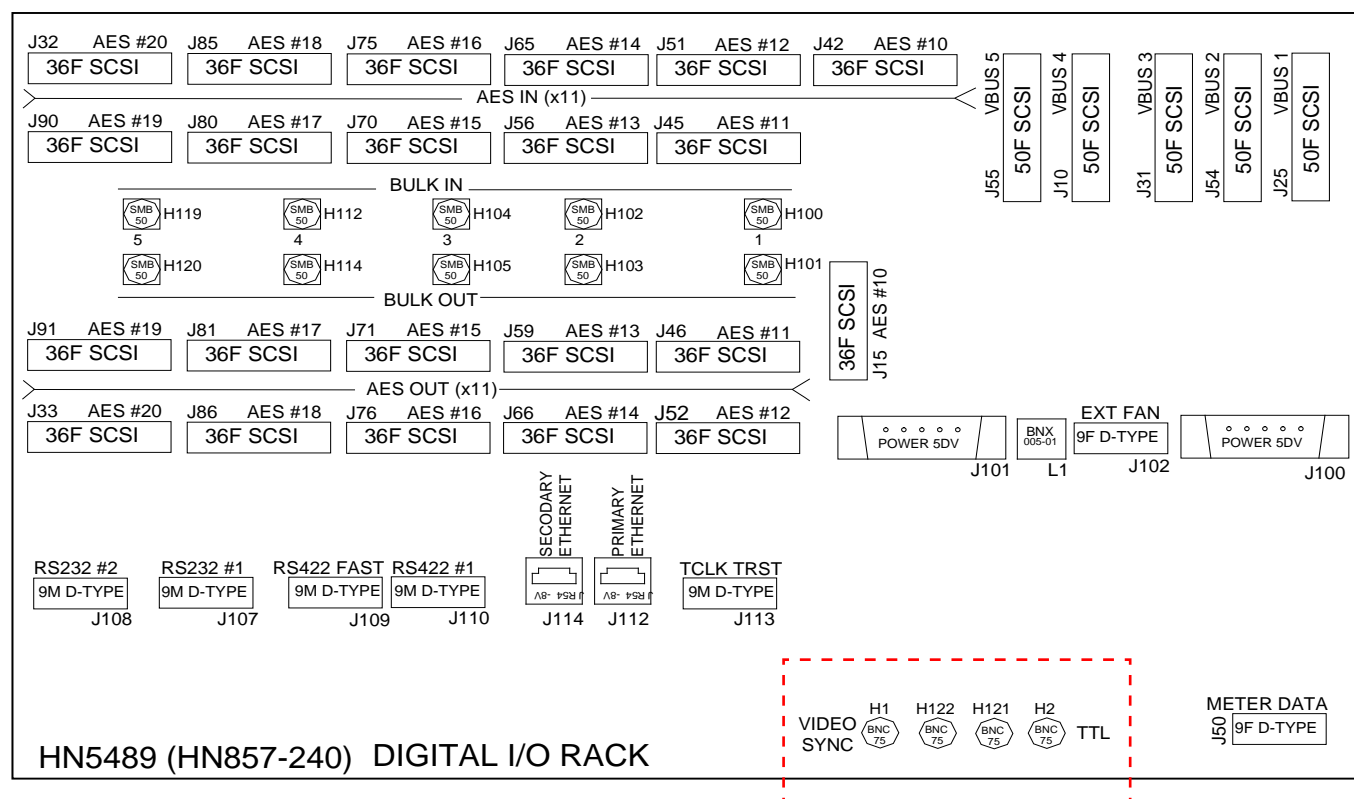 J32 AES #20 J85 AES #18 J75 AES #16 J65 AES #14 J51 AES #12 J42 AES #10
36F SCSI 36F SCSI 36F SCSI 36F SCSI 36F SCSI 36F SCSI
AES IN (x11)
J90 AES #19 J80 AES #17 J70 AES #15 J56 AES #13 J45 AES #11
36F SCSI 36F SCSI 36F SCSI 36F SCSI 36F SCSI
J55 VBUS 5
50F SCSI
J10 VBUS 4
50F SCSI
J31 VBUS 3
50F SCSI
J54 VBUS 2
50F SCSI
J25 VBUS 1
50F SCSI
BULK IN
SMB 50 H119 SMB 50 H112 SMB 50 H104 SMB 50 H102 SMB 50 H100
5 4 3 2 1
SMB 50 H120 SMB 50 H114 SMB 50 H105 SMB 50 H103 SMB 50 H101
BULK OUT
36F SCSI
J15 AES #10
J91 AES #19 J81 AES #17 J71 AES #15 J59 AES #13 J46 AES #11
36F SCSI 36F SCSI 36F SCSI 36F SCSI 36F SCSI
AES OUT (x11)
J33 AES #20 J86 AES #18 J76 AES #16 J66 AES #14 J52 AES #12
36F SCSI 36F SCSI 36F SCSI 36F SCSI 36F SCSI
EXT FAN
POWER 5DV BNX 005-01 9F D-TYPE POWER 5DV
J101 L1 J102 J100
SECODARY
ETHERNET
PRIMARY
ETHERNET
RS232 #2 RS232 #1 RS422 FAST RS422 #1 TCLK TRST
9M D-TYPE 9M D-TYPE 9M D-TYPE 9M D-TYPE JR54 -8V JR54 -8V 9M D-TYPE
J108 J107 J109 J110 J114 J112 J113
H1 H122 H121 H2
VIDEO
SYNC
BNC 75 BNC 75 BNC 75 BNC 75 TTL
METER DATA
J50 9F D-TYPE
HN5489 (HN857-240) DIGITAL I/O RACK